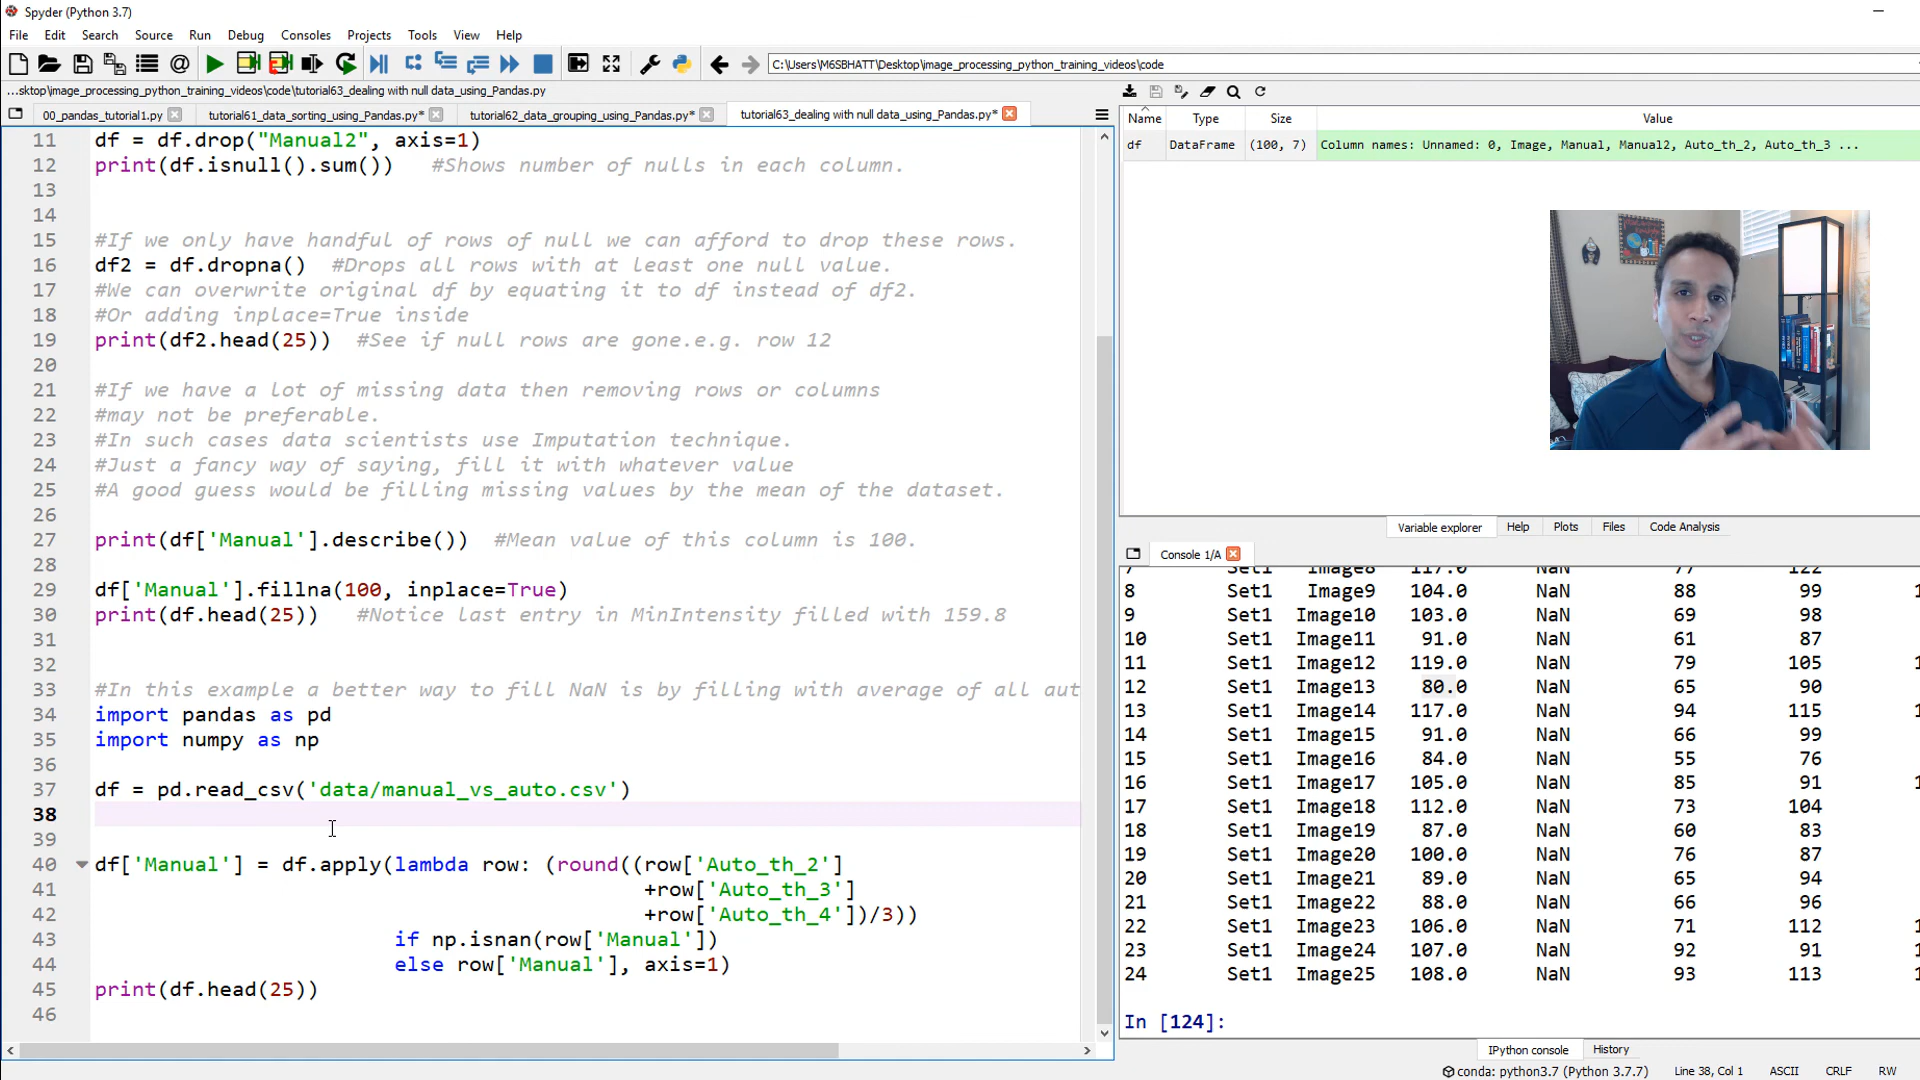 Spyder (Python 3.7)
File Edit Search Source Run Debug Consoles Projects Tools View Help
C:\Users\M6SBHATT\Desktop\image_processing_python_training_videos\code
...sktop\image_processing_python_training_videos\code\tutorial63_dealing with null data_using_Pandas.py
00_pandas_tutorial1.py tutorial61_data_sorting_using_Pandas.py* tutorial62_data_grouping_using_Pandas.py* tutorial63_dealing with null data_using_Pandas.py*
11 df = df.drop("Manual2", axis=1)
12 print(df.isnull().sum()) #Shows number of nulls in each column.
13
14
15 #If we only have handful of rows of null we can afford to drop these rows.
16 df2 = df.dropna() #Drops all rows with at least one null value.
17 #We can overwrite original df by equating it to df instead of df2.
18 #Or adding inplace=True inside
19 print(df2.head(25)) #See if null rows are gone.e.g. row 12
20
21 #If we have a lot of missing data then removing rows or columns
22 #may not be preferable.
23 #In such cases data scientists use Imputation technique.
24 #Just a fancy way of saying, fill it with whatever value
25 #A good guess would be filling missing values by the mean of the dataset.
26
27 print(df['Manual'].describe()) #Mean value of this column is 100.
28
29 df['Manual'].fillna(100, inplace=True)
30 print(df.head(25)) #Notice last entry in MinIntensity filled with 159.8
31
32
33 #In this example a better way to fill NaN is by filling with average of all aut
34 import pandas as pd
35 import numpy as np
36
37 df = pd.read_csv('data/manual_vs_auto.csv')
38
39
40 df['Manual'] = df.apply(lambda row: (round((row['Auto_th_2']
41 +row['Auto_th_3']
42 +row['Auto_th_4'])/3))
43 if np.isnan(row['Manual'])
44 else row['Manual'], axis=1)
45 print(df.head(25))
46
Name Type Size Value
df DataFrame (100, 7) Column names: Unnamed: 0, Image, Manual, Manual2, Auto_th_2, Auto_th_3 ...
Variable explorer Help Plots Files Code Analysis
Console 1/A
7 Set1 Image8 117.0 NaN 77 122
8 Set1 Image9 104.0 NaN 88 99 1
9 Set1 Image10 103.0 NaN 69 98
10 Set1 Image11 91.0 NaN 61 87
11 Set1 Image12 119.0 NaN 79 105 1
12 Set1 Image13 80.0 NaN 65 90
13 Set1 Image14 117.0 NaN 94 115 1
14 Set1 Image15 91.0 NaN 66 99
15 Set1 Image16 84.0 NaN 55 76
16 Set1 Image17 105.0 NaN 85 91 1
17 Set1 Image18 112.0 NaN 73 104 1
18 Set1 Image19 87.0 NaN 60 83
19 Set1 Image20 100.0 NaN 76 87
20 Set1 Image21 89.0 NaN 65 94
21 Set1 Image22 88.0 NaN 66 96
22 Set1 Image23 106.0 NaN 71 112 1
23 Set1 Image24 107.0 NaN 92 91 1
24 Set1 Image25 108.0 NaN 93 113 1
In [124]:
IPython console History
conda: python3.7 (Python 3.7.7) Line 38, Col 1 ASCII CRLF RW